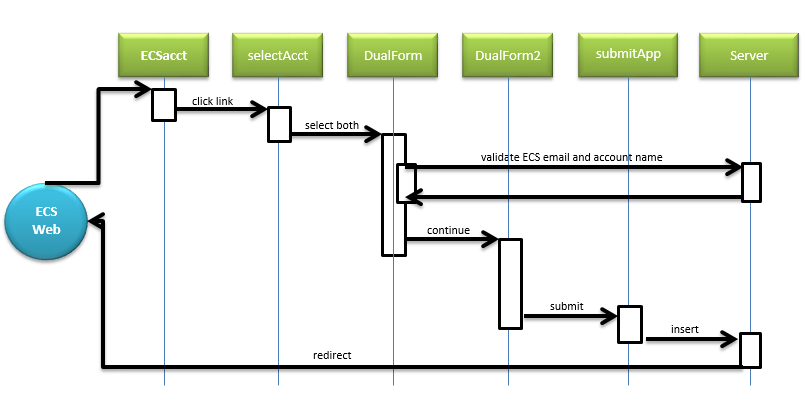 ECSacct
selectAcct
DualForm
DualForm2
submitApp
Server
click link
select both
validate ECS email and account name
ECS
Web
continue
submit
insert
redirect